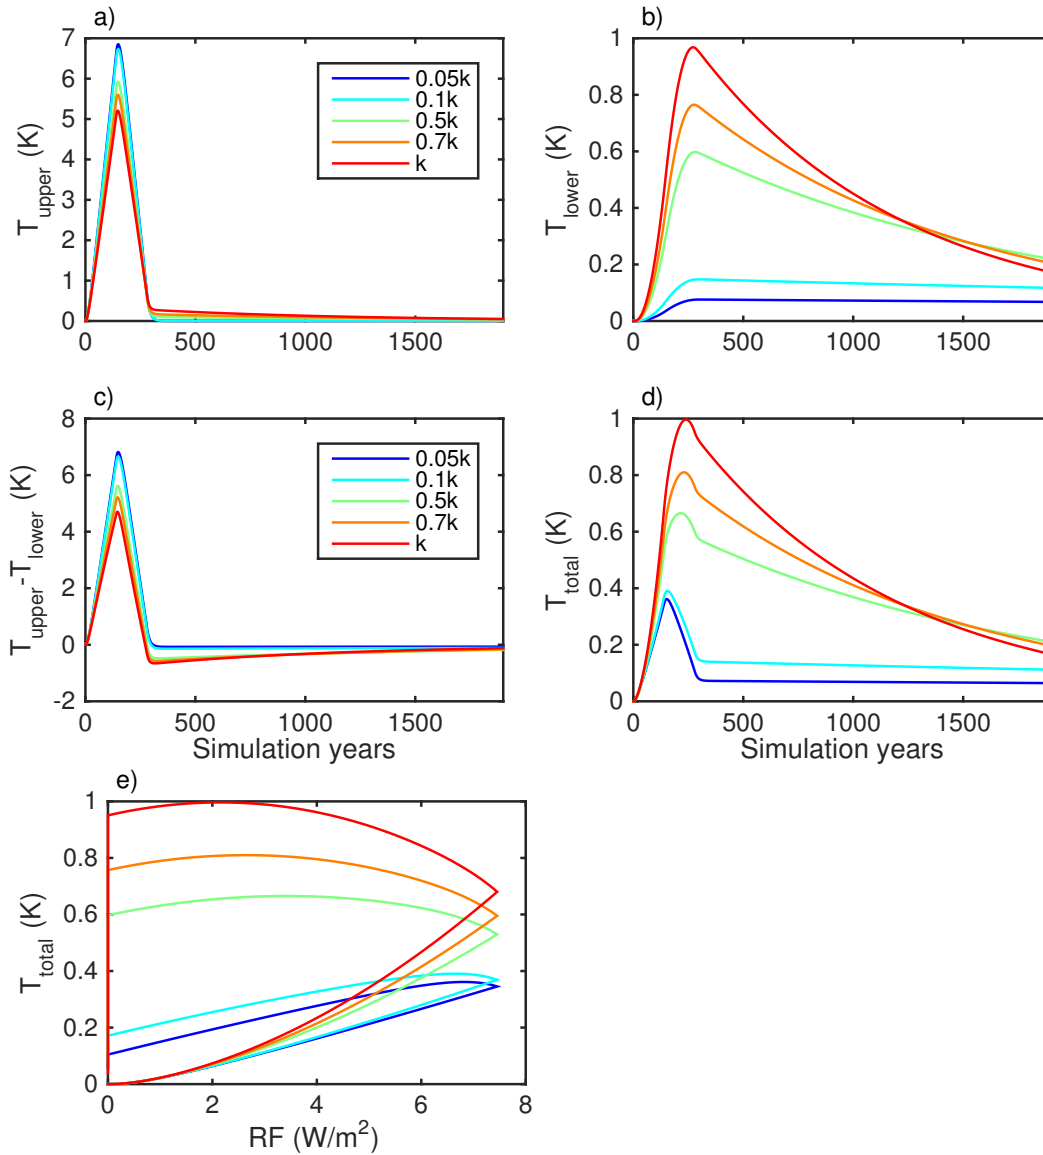 a)
7
6
5
4
3
2
1
0
T_upper (K)
0.05k
0.1k
0.5k
0.7k
k
0 500 1000 1500
b)
1
0.8
0.6
0.4
0.2
0
T_lower (K)
0 500 1000 1500
c)
8
6
4
2
0
-2
T_upper-T_lower (K)
0.05k
0.1k
0.5k
0.7k
k
0 500 1000 1500
Simulation years
d)
1
0.8
0.6
0.4
0.2
0
T_total (K)
0 500 1000 1500
Simulation years
e)
1
0.8
0.6
0.4
0.2
0
T_total (K)
0 2 4 6 8
RF (W/m²)